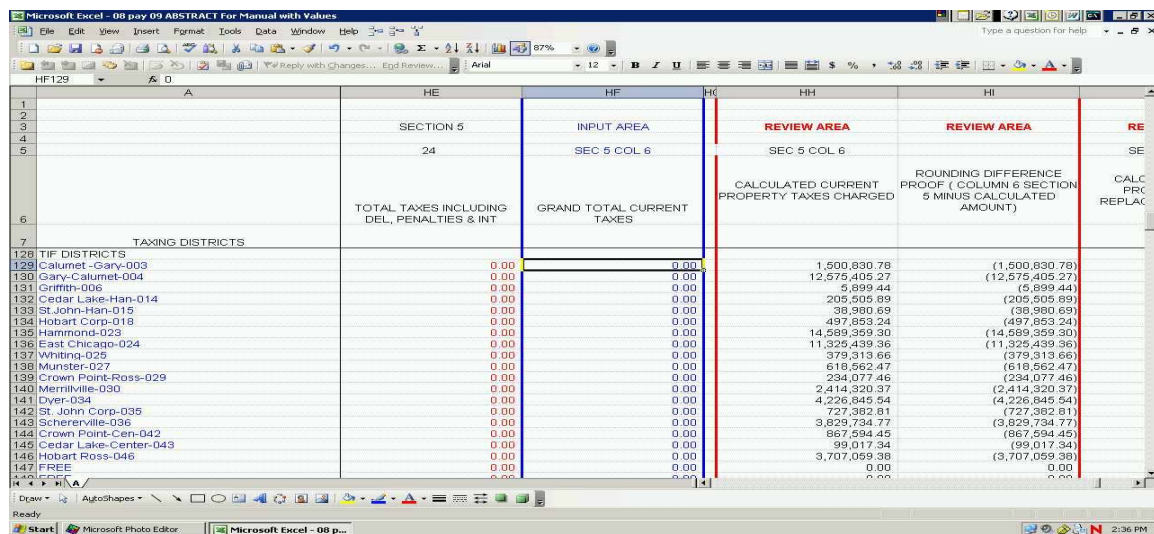 Microsoft Excel - 08 pay 09 ABSTRACT For Manual with Values
File Edit View Insert Format Tools Data Window Help Type a question for help
87%
Reply with Changes... End Review... Arial 12 B I U $ % ,
HF129 fx 0
A HE HF HG HH HI
1
2
3 SECTION 5 INPUT AREA REVIEW AREA REVIEW AREA RE
4
5 24 SEC 5 COL 6 SEC 5 COL 6 SE
6 TOTAL TAXES INCLUDING DEL, PENALTIES & INT GRAND TOTAL CURRENT TAXES CALCULATED CURRENT PROPERTY TAXES CHARGED ROUNDING DIFFERENCE PROOF ( COLUMN 6 SECTION 5 MINUS CALCULATED AMOUNT) CALC PRO REPLAC
7 TAXING DISTRICTS
128 TIF DISTRICTS
129 Calumet -Gary-003 0.00 0.00 1,500,830.78 (1,500,830.78)
130 Gary-Calumet-004 0.00 0.00 12,575,405.27 (12,575,405.27)
131 Griffith-006 0.00 0.00 5,899.44 (5,899.44)
132 Cedar Lake-Han-014 0.00 0.00 205,505.89 (205,505.89)
133 St.John-Han-015 0.00 0.00 38,980.69 (38,980.69)
134 Hobart Corp-018 0.00 0.00 497,853.24 (497,853.24)
135 Hammond-023 0.00 0.00 14,589,359.30 (14,589,359.30)
136 East Chicago-024 0.00 0.00 11,325,439.36 (11,325,439.36)
137 Whiting-025 0.00 0.00 379,313.66 (379,313.66)
138 Munster-027 0.00 0.00 618,562.47 (618,562.47)
139 Crown Point-Ross-029 0.00 0.00 234,077.46 (234,077.46)
140 Merrillville-030 0.00 0.00 2,414,320.37 (2,414,320.37)
141 Dyer-034 0.00 0.00 4,226,845.54 (4,226,845.54)
142 St. John Corp-035 0.00 0.00 727,382.81 (727,382.81)
143 Schererville-036 0.00 0.00 3,829,734.77 (3,829,734.77)
144 Crown Point-Cen-042 0.00 0.00 867,594.45 (867,594.45)
145 Cedar Lake-Center-043 0.00 0.00 99,017.34 (99,017.34)
146 Hobart Ross-046 0.00 0.00 3,707,059.38 (3,707,059.38)
147 FREE 0.00 0.00 0.00 0.00
A
Draw AutoShapes
Ready
Start Microsoft Photo Editor Microsoft Excel - 08 p... 2:36 PM